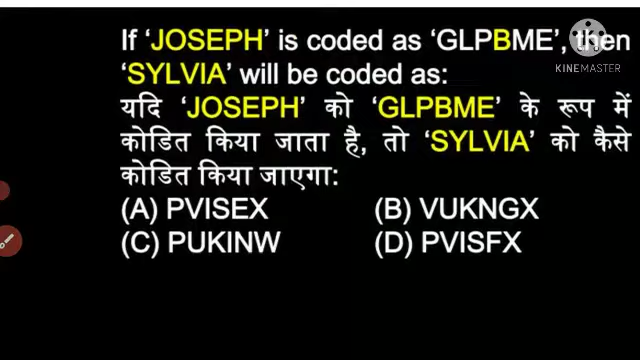 If ‘JOSEPH’ is coded as ‘GLPBME’, then
‘SYLVIA’ will be coded as:
यदि ‘JOSEPH’ को ‘GLPBME’ के रूप में
कोडित किया जाता है, तो ‘SYLVIA’ को कैसे
कोडित किया जाएगा:
(A) PVISEX (B) VUKNGX
(C) PUKINW (D) PVISFX
KINEMASTER